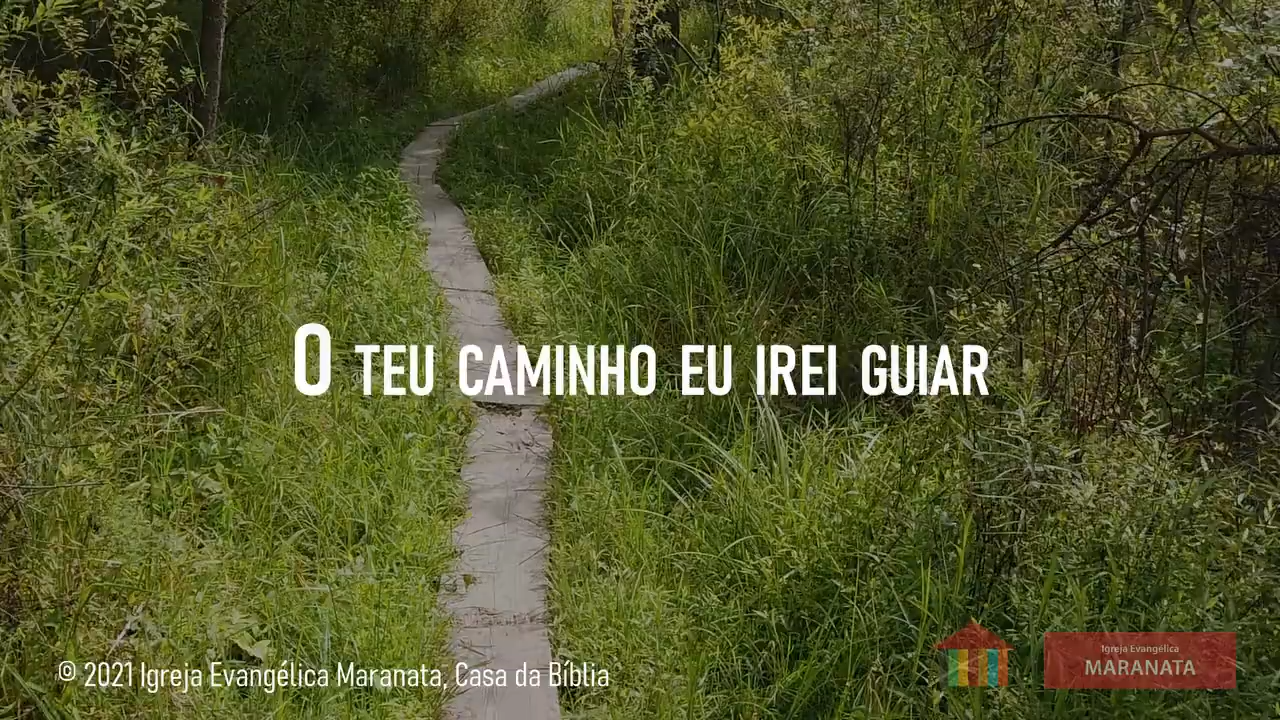 O TEU CAMINHO EU IREI GUIAR
© 2021 Igreja Evangélica Maranata, Casa da Bíblia
Igreja Evangélica
MARANATA